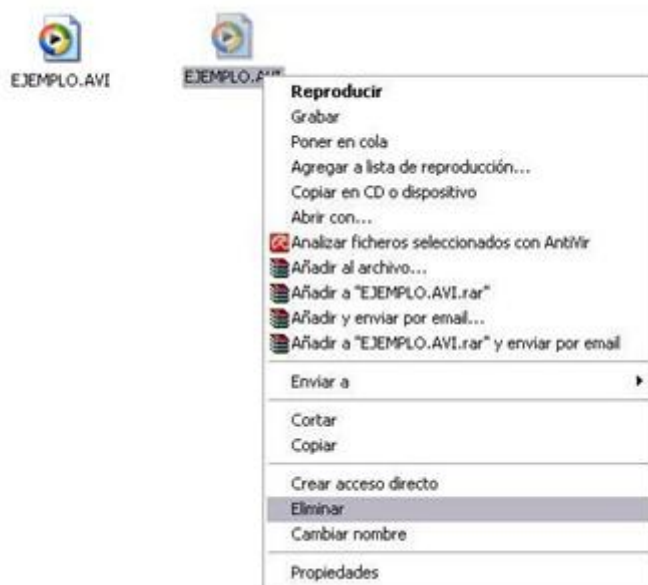 EJEMPLO.AVI
EJEMPLO.AVI
Reproducir
Grabar
Poner en cola
Agregar a lista de reproducción...
Copiar en CD o dispositivo
Abrir con...
Analizar ficheros seleccionados con AntiVir
Añadir al archivo...
Añadir a "EJEMPLO.AVI.rar"
Añadir y enviar por email...
Añadir a "EJEMPLO.AVI.rar" y enviar por email
Enviar a
Cortar
Copiar
Crear acceso directo
Eliminar
Cambiar nombre
Propiedades